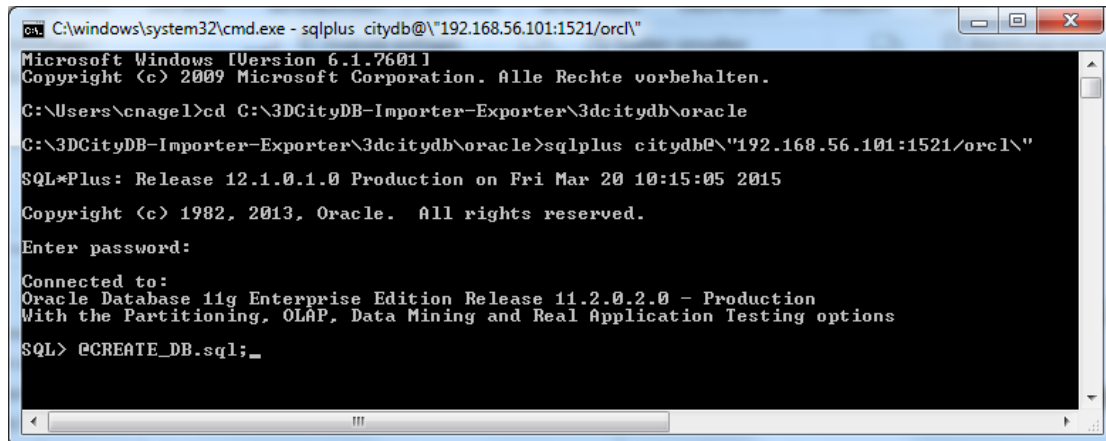 C:\windows\system32\cmd.exe - sqlplus citydb@\"192.168.56.101:1521/orcl\"
Microsoft Windows [Version 6.1.7601]
Copyright (c) 2009 Microsoft Corporation. Alle Rechte vorbehalten.
C:\Users\cnagel>cd C:\3DCityDB-Importer-Exporter\3dcitydb\oracle
C:\3DCityDB-Importer-Exporter\3dcitydb\oracle>sqlplus citydb@\"192.168.56.101:1521/orcl\"
SQL*Plus: Release 12.1.0.1.0 Production on Fri Mar 20 10:15:05 2015
Copyright (c) 1982, 2013, Oracle.  All rights reserved.
Enter password:
Connected to:
Oracle Database 11g Enterprise Edition Release 11.2.0.2.0 - Production
With the Partitioning, OLAP, Data Mining and Real Application Testing options
SQL> @CREATE_DB.sql;_